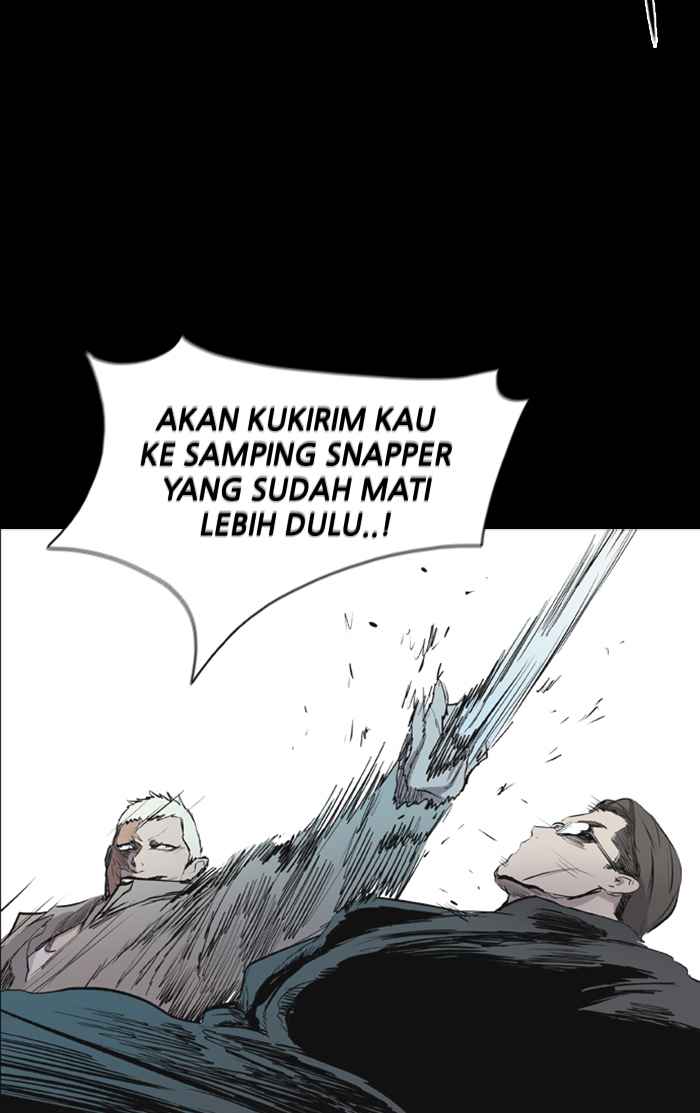 AKAN KUKIRIM KAU
KE SAMPING SNAPPER
YANG SUDAH MATI
LEBIH DULU..!